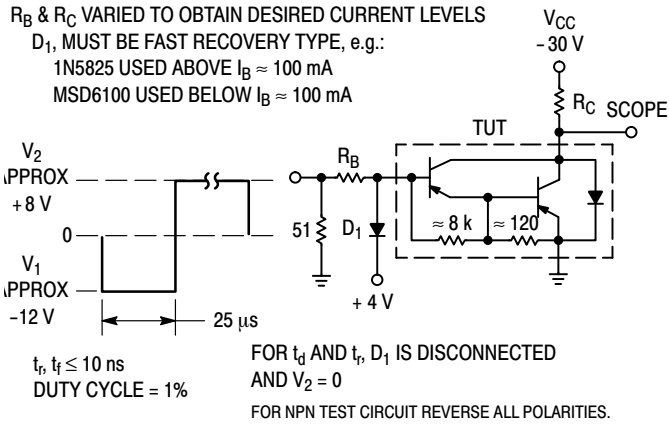 R_B & R_C VARIED TO OBTAIN DESIRED CURRENT LEVELS
D_1, MUST BE FAST RECOVERY TYPE, e.g.:
1N5825 USED ABOVE I_B ≈ 100 mA
MSD6100 USED BELOW I_B ≈ 100 mA
V_CC
- 30 V
R_C
SCOPE
TUT
V_2
APPROX
+8 V
0
V_1
APPROX
-12 V
25 μs
R_B
51
D_1
+ 4 V
≈ 8 k
≈ 120
t_r, t_f ≤ 10 ns
DUTY CYCLE = 1%
FOR t_d AND t_r, D_1 IS DISCONNECTED
AND V_2 = 0
FOR NPN TEST CIRCUIT REVERSE ALL POLARITIES.